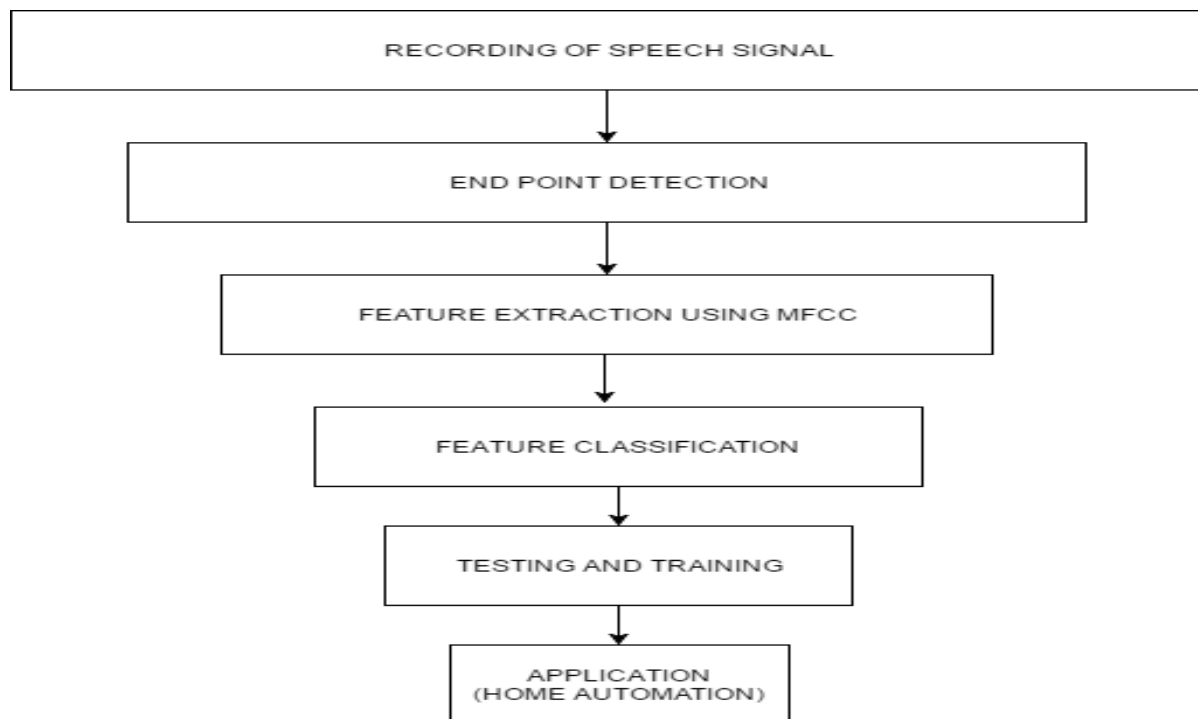 RECORDING OF SPEECH SIGNAL
END POINT DETECTION
FEATURE EXTRACTION USING MFCC
FEATURE CLASSIFICATION
TESTING AND TRAINING
APPLICATION
(HOME AUTOMATION)